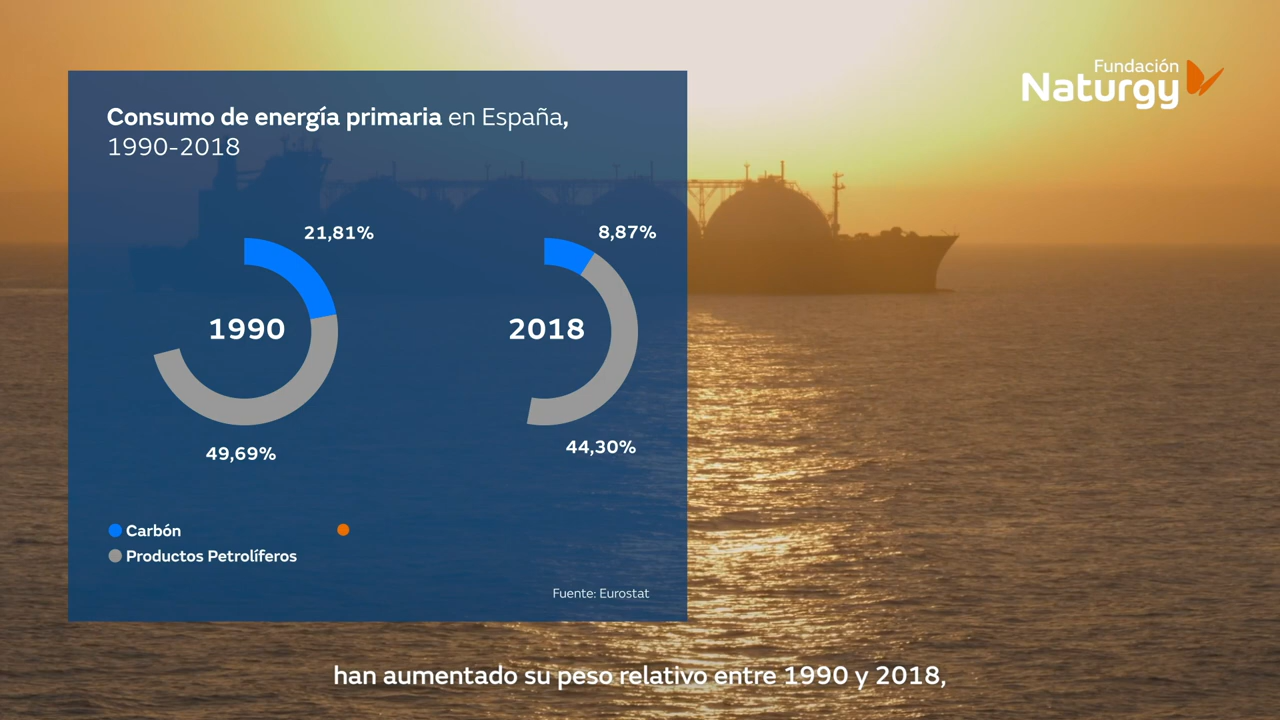 Fundación
Naturgy
Consumo de energía primaria en España,
1990-2018
21,81%
8,87%
1990
2018
49,69%
44,30%
Carbón
Productos Petrolíferos
Fuente: Eurostat
han aumentado su peso relativo entre 1990 y 2018,